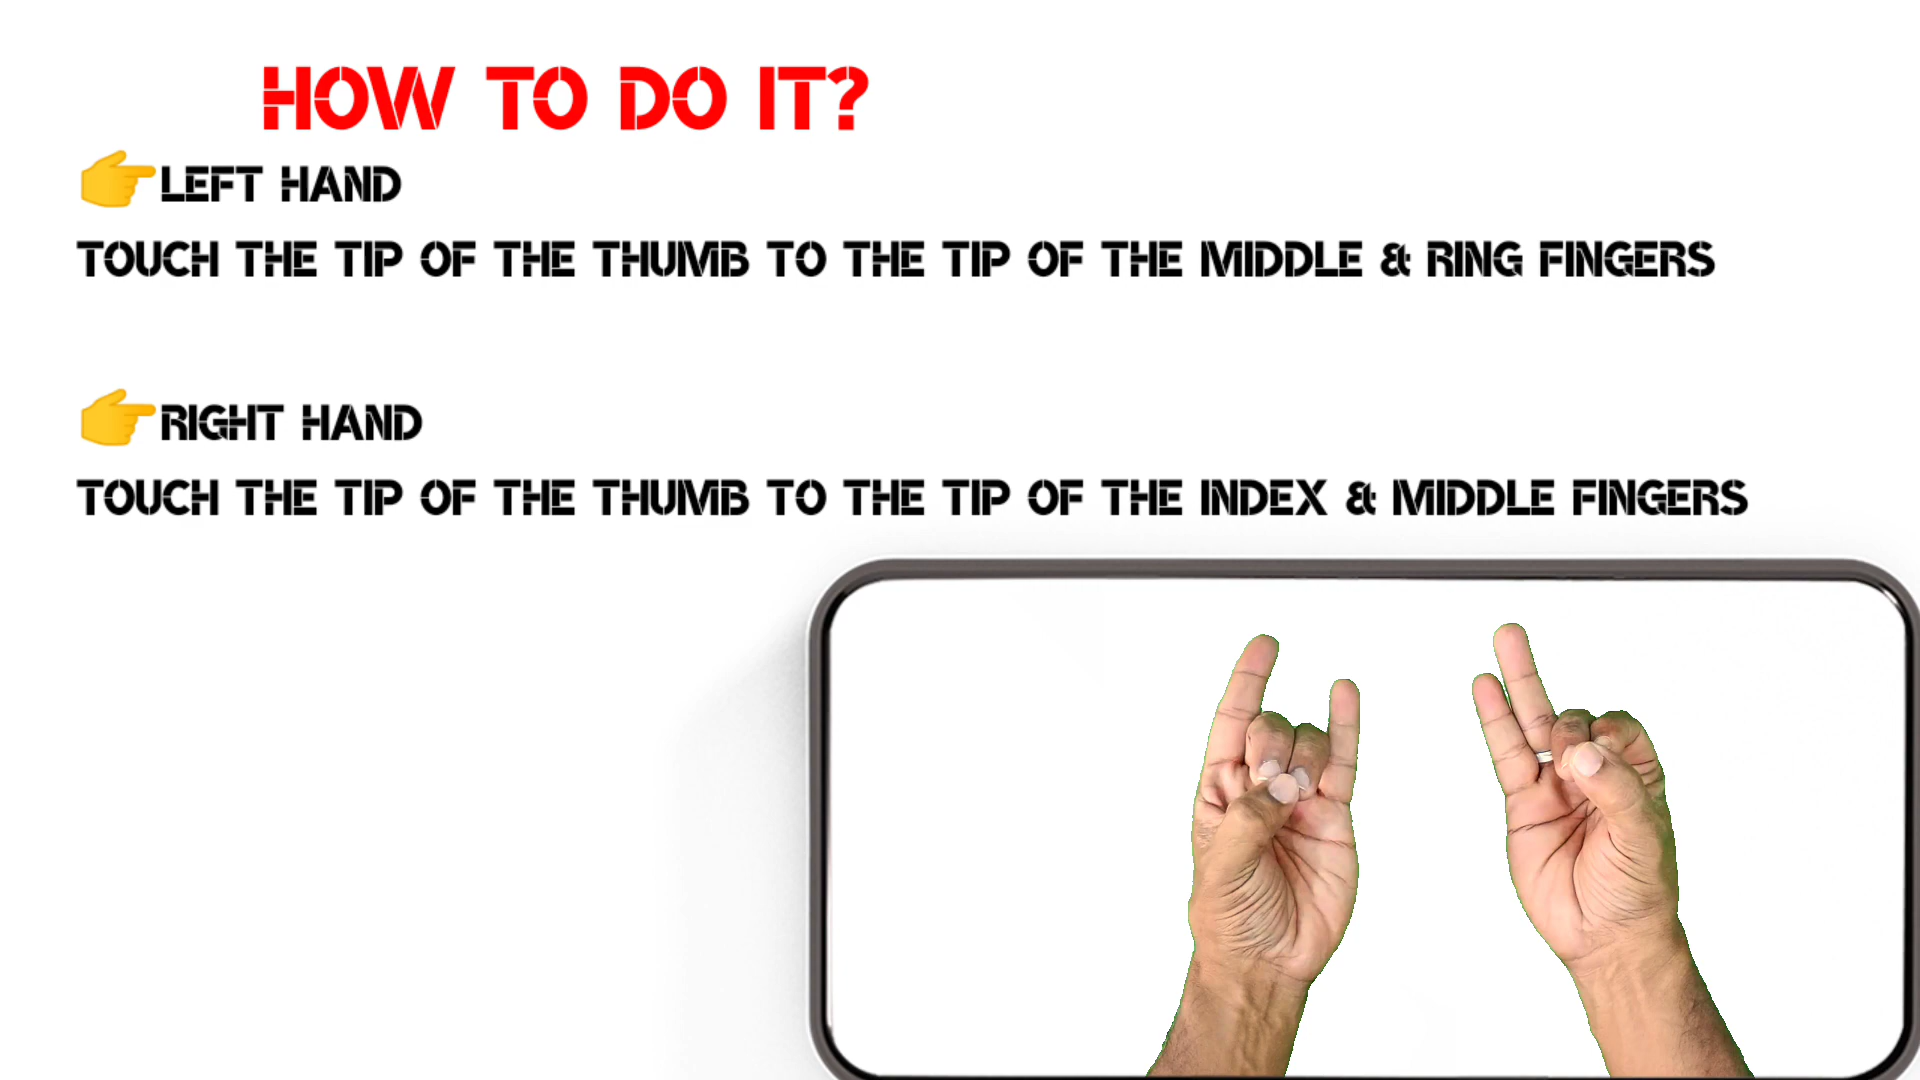 HOW TO DO IT?
👉LEFT HAND
TOUCH THE TIP OF THE THUMB TO THE TIP OF THE MIDDLE & RING FINGERS
👉RIGHT HAND
TOUCH THE TIP OF THE THUMB TO THE TIP OF THE INDEX & MIDDLE FINGERS